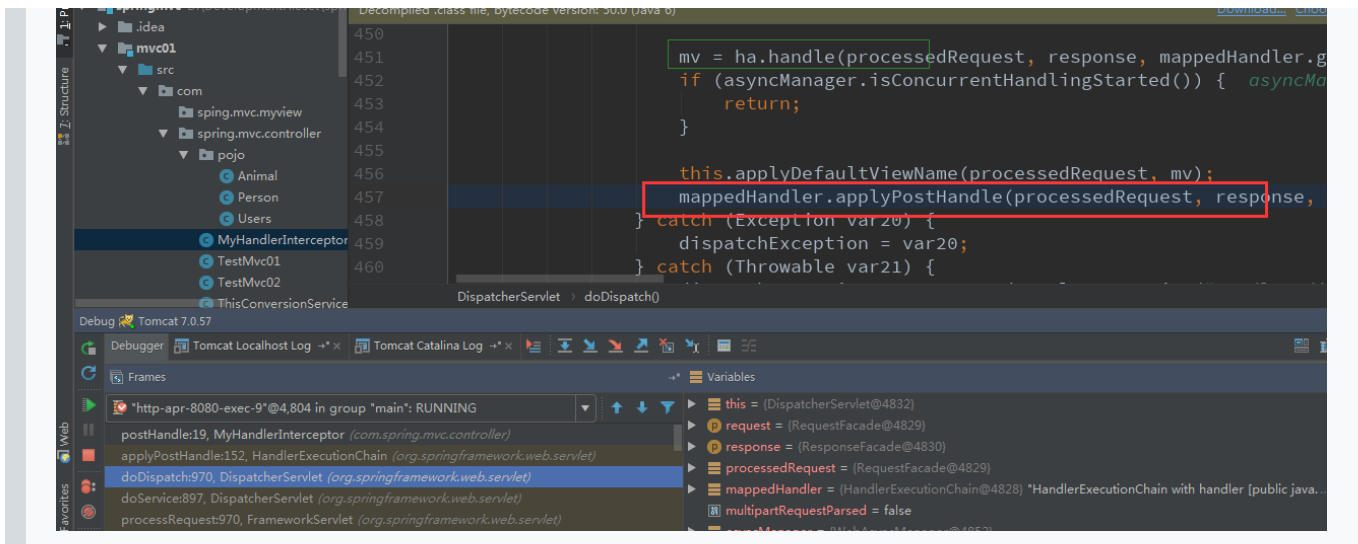 Decompiled .class file, bytecode version: 50.0 (Java 6)
Download...
1: P
.idea
mvc01
src
com
sping.mvc.myview
spring.mvc.controller
pojo
Animal
Person
Users
MyHandlerInterceptor
TestMvc01
TestMvc02
ThisConversionService
7: Structure
450
451 mv = ha.handle(processedRequest, response, mappedHandler.g
452 if (asyncManager.isConcurrentHandlingStarted()) { asyncMa
453 return;
454 }
455
456 this.applyDefaultViewName(processedRequest, mv);
457 mappedHandler.applyPostHandle(processedRequest, response,
458 } catch (Exception var20) {
459 dispatchException = var20;
460 } catch (Throwable var21) {
DispatcherServlet › doDispatch()
Debug Tomcat 7.0.57
Debugger Tomcat Localhost Log Tomcat Catalina Log
Frames
Variables
"http-apr-8080-exec-9"@4,804 in group "main": RUNNING
postHandle:19, MyHandlerInterceptor (com.spring.mvc.controller)
applyPostHandle:152, HandlerExecutionChain (org.springframework.web.servlet)
doDispatch:970, DispatcherServlet (org.springframework.web.servlet)
doService:897, DispatcherServlet (org.springframework.web.servlet)
processRequest:970, FrameworkServlet (org.springframework.web.servlet)
this = {DispatcherServlet@4832}
request = {RequestFacade@4829}
response = {ResponseFacade@4830}
processedRequest = {RequestFacade@4829}
mappedHandler = {HandlerExecutionChain@4828} "HandlerExecutionChain with handler [public java...
multipartRequestParsed = false
asyncManager = {WebAsyncManager@4852}
Web
Favorites